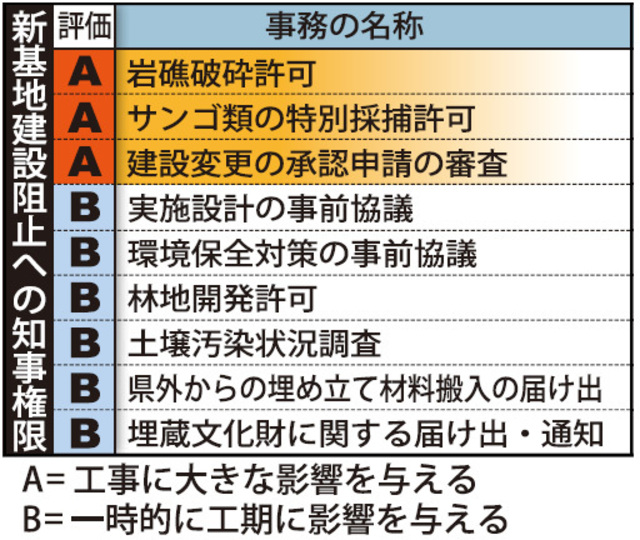 新基地建設阻止への知事権限
評価 事務の名称
A 岩礁破砕許可
A サンゴ類の特別採捕許可
A 建設変更の承認申請の審査
B 実施設計の事前協議
B 環境保全対策の事前協議
B 林地開発許可
B 土壌汚染状況調査
B 県外からの埋め立て材料搬入の届け出
B 埋蔵文化財に関する届け出・通知
A=工事に大きな影響を与える
B=一時的に工期に影響を与える